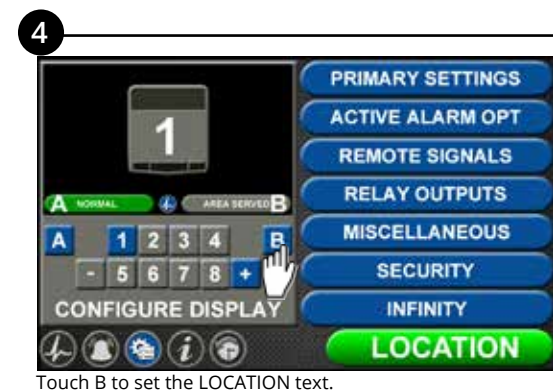 4
1
A NORMAL AREA SERVED B
A 1 2 3 4 B
- 5 6 7 8 +
CONFIGURE DISPLAY
PRIMARY SETTINGS
ACTIVE ALARM OPT
REMOTE SIGNALS
RELAY OUTPUTS
MISCELLANEOUS
SECURITY
INFINITY
i
LOCATION
Touch B to set the LOCATION text.